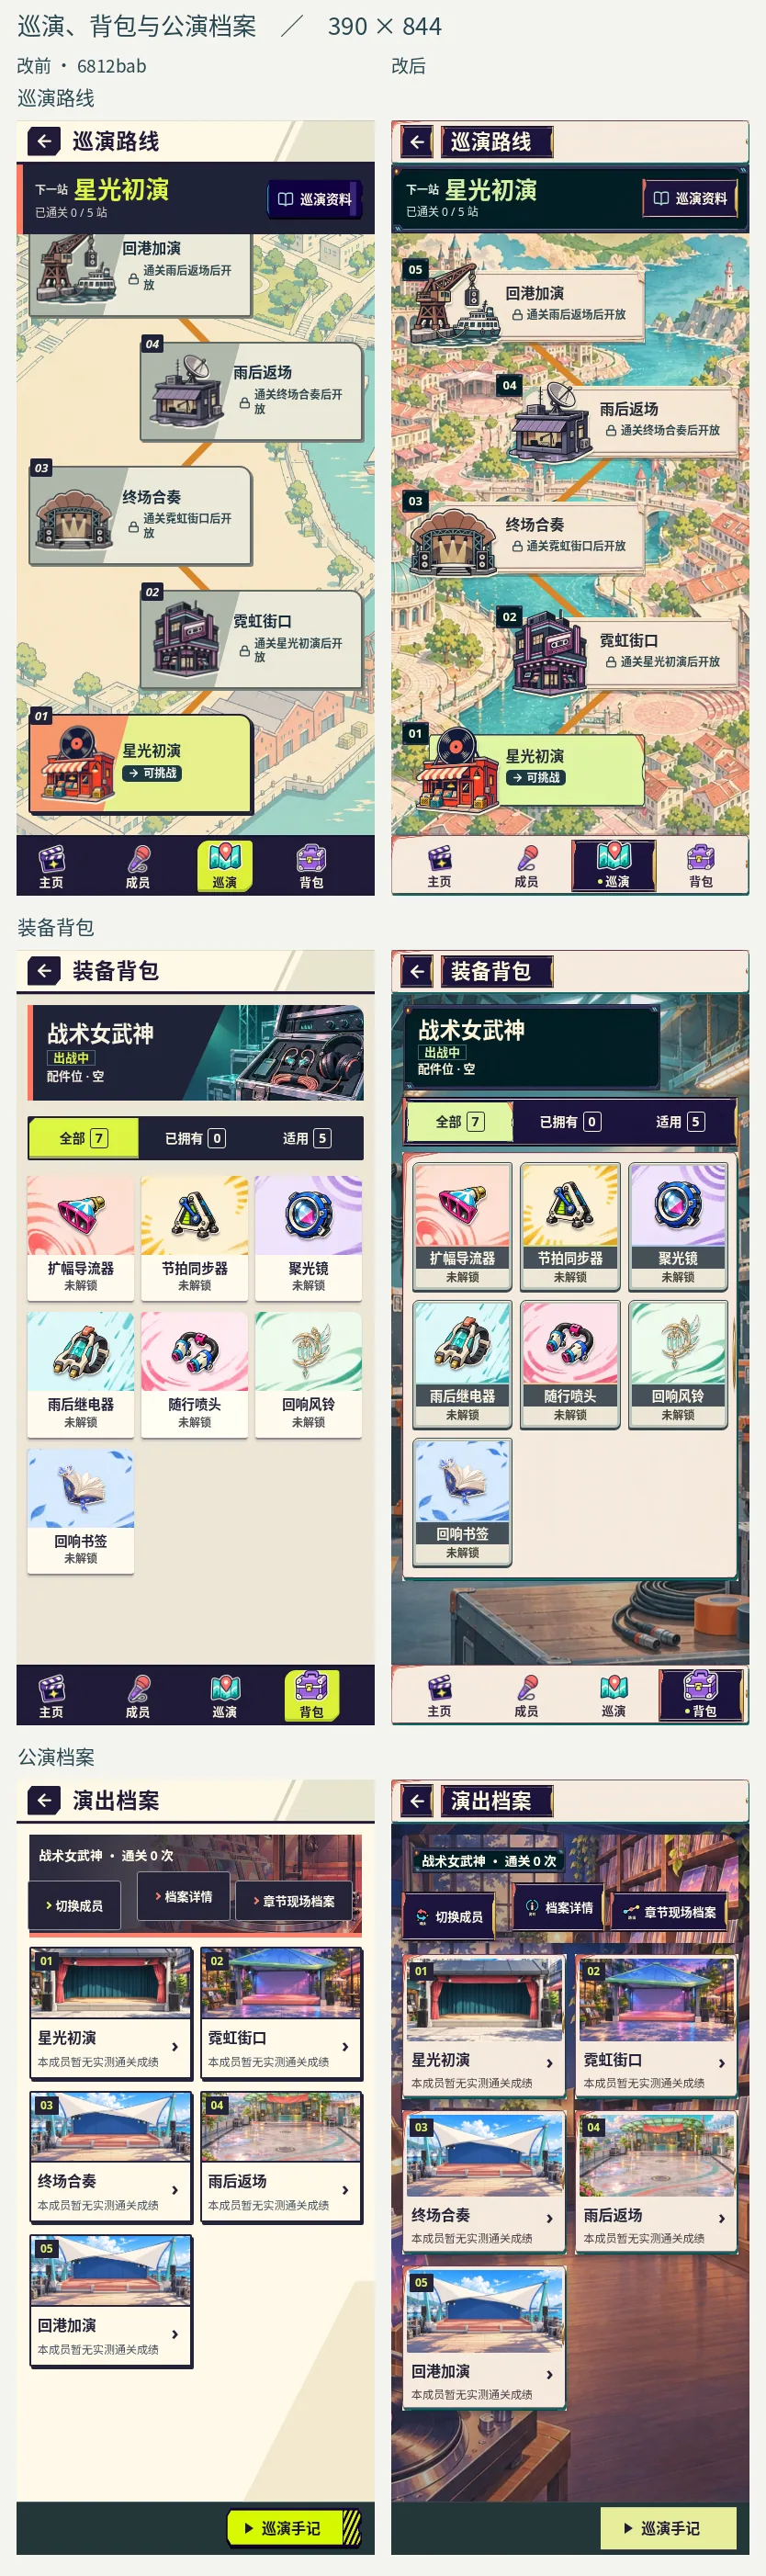 巡演、背包与公演档案 ／ 390 × 844
改前 · 6812bab
改后
巡演路线
巡演路线
下一站 星光初演
已通关 0 / 5 站
巡演资料
回港加演
通关雨后返场后开
放
04
雨后返场
通关终场合奏后开
放
03
终场合奏
通关霓虹街口后开
放
02
霓虹街口
通关星光初演后开
放
01
星光初演
→ 可挑战
主页
成员
巡演
背包
巡演路线
下一站 星光初演
已通关 0 / 5 站
巡演资料
05
回港加演
通关雨后返场后开放
04
雨后返场
通关终场合奏后开放
03
终场合奏
通关霓虹街口后开放
02
霓虹街口
通关星光初演后开放
01
星光初演
→ 可挑战
主页
成员
巡演
背包
装备背包
装备背包
战术女武神
出战中
配件位 · 空
全部 7
已拥有 0
适用 5
扩幅导流器
未解锁
节拍同步器
未解锁
聚光镜
未解锁
雨后继电器
未解锁
随行喷头
未解锁
回响风铃
未解锁
回响书签
未解锁
主页
成员
巡演
背包
装备背包
战术女武神
出战中
配件位 · 空
全部 7
已拥有 0
适用 5
扩幅导流器
未解锁
节拍同步器
未解锁
聚光镜
未解锁
雨后继电器
未解锁
随行喷头
未解锁
回响风铃
未解锁
回响书签
未解锁
主页
成员
巡演
背包
公演档案
演出档案
战术女武神 · 通关 0 次
切换成员
档案详情
章节现场档案
01
星光初演
本成员暂无实测通关成绩
02
霓虹街口
本成员暂无实测通关成绩
03
终场合奏
本成员暂无实测通关成绩
04
雨后返场
本成员暂无实测通关成绩
05
回港加演
本成员暂无实测通关成绩
巡演手记
演出档案
战术女武神 · 通关 0 次
切换成员
档案详情
章节现场档案
01
星光初演
本成员暂无实测通关成绩
02
霓虹街口
本成员暂无实测通关成绩
03
终场合奏
本成员暂无实测通关成绩
04
雨后返场
本成员暂无实测通关成绩
05
回港加演
本成员暂无实测通关成绩
巡演手记